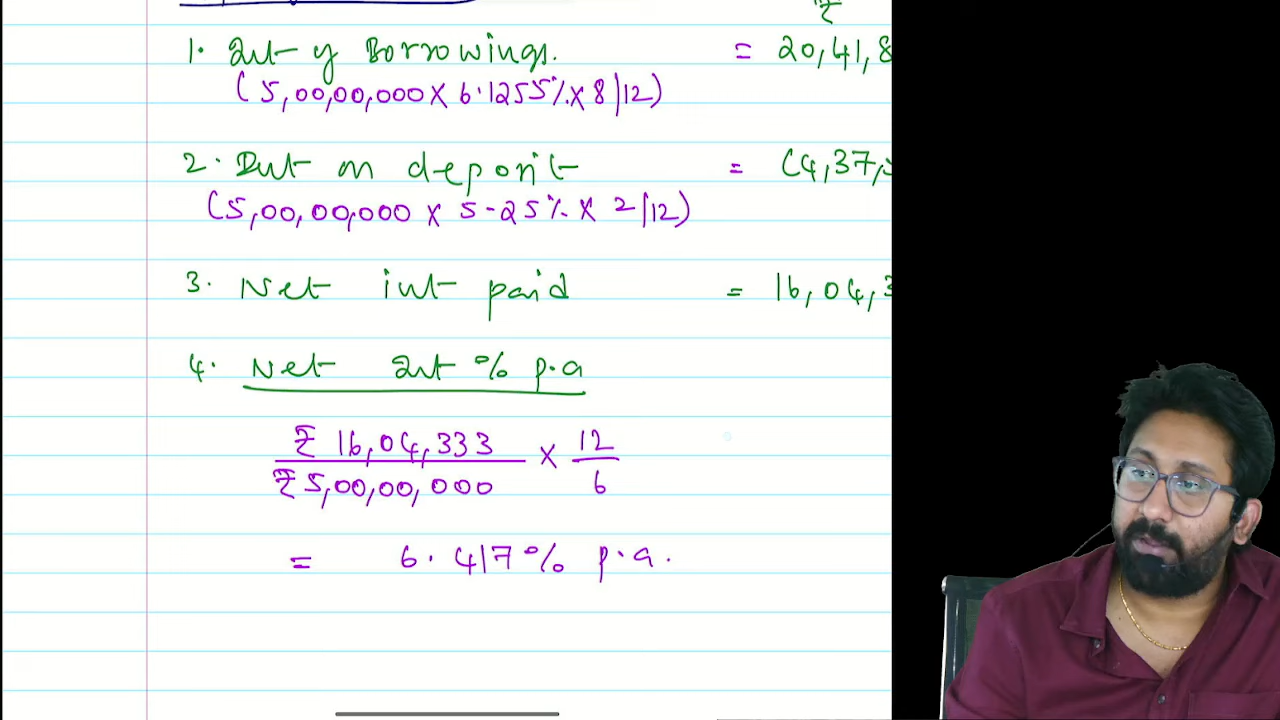 ₹
1. Int of Borrowings. = 20,41,8
(5,00,00,000 × 6.1255% × 8/12)
2. Int on deposit = (4,37,5
(5,00,00,000 × 5.25% × 2/12)
3. Net int paid = 16,04,3
4. Net Int % p.a
₹ 16,04,333 × 12
₹ 5,00,00,000 6
= 6.417% p.a.